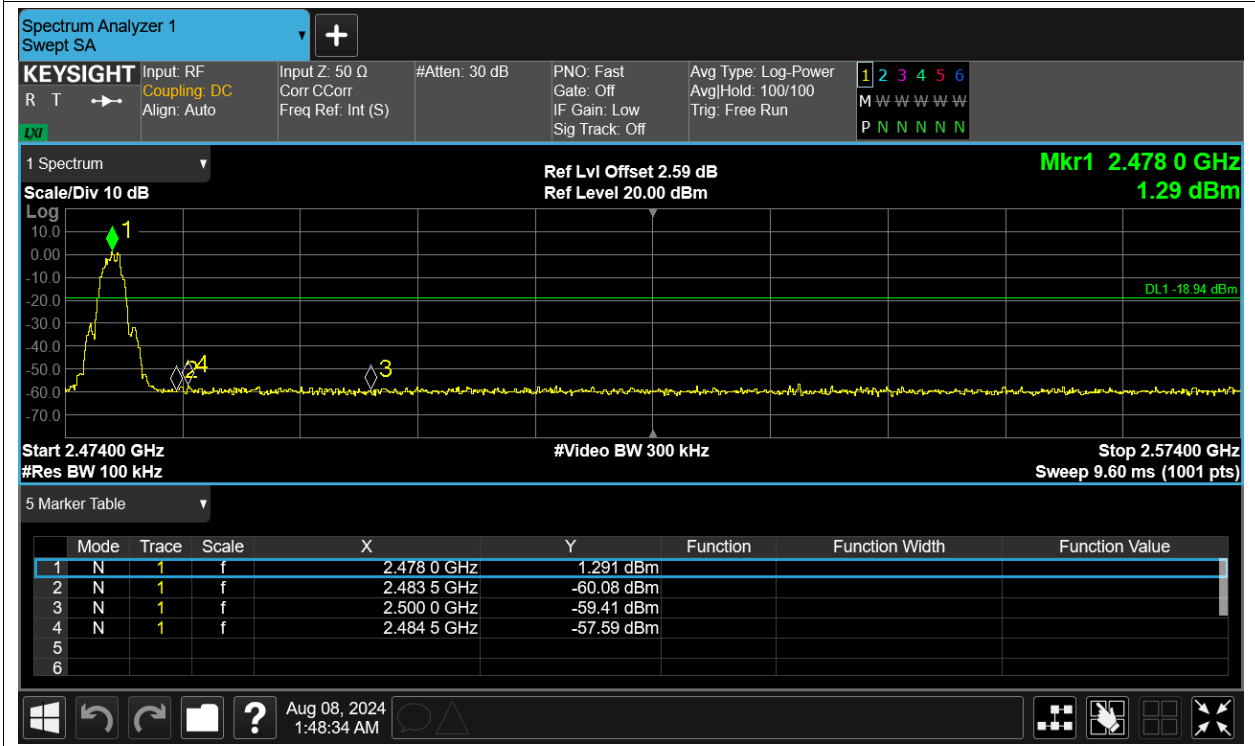 Spectrum Analyzer 1
Swept SA
+
KEYSIGHT
R T
LXI
Input: RF
Coupling: DC
Align: Auto
Input Z: 50 Ω
Corr CCorr
Freq Ref: Int (S)
#Atten: 30 dB
PNO: Fast
Gate: Off
IF Gain: Low
Sig Track: Off
Avg Type: Log-Power
Avg|Hold: 100/100
Trig: Free Run
1 2 3 4 5 6
M W W W W W W
P N N N N N
1 Spectrum
Scale/Div 10 dB
Ref Lvl Offset 2.59 dB
Ref Level 20.00 dBm
Mkr1 2.478 0 GHz
1.29 dBm
Log
10.0
0.00
-10.0
-20.0
-30.0
-40.0
-50.0
-60.0
-70.0
1
2
4
3
DL1 -18.94 dBm
Start 2.47400 GHz
#Video BW 300 kHz
Stop 2.57400 GHz
#Res BW 100 kHz
Sweep 9.60 ms (1001 pts)
5 Marker Table
Mode Trace Scale X Y Function Function Width Function Value
1 N 1 f 2.478 0 GHz 1.291 dBm
2 N 1 f 2.483 5 GHz -60.08 dBm
3 N 1 f 2.500 0 GHz -59.41 dBm
4 N 1 f 2.484 5 GHz -57.59 dBm
5
6
?
Aug 08, 2024
1:48:34 AM